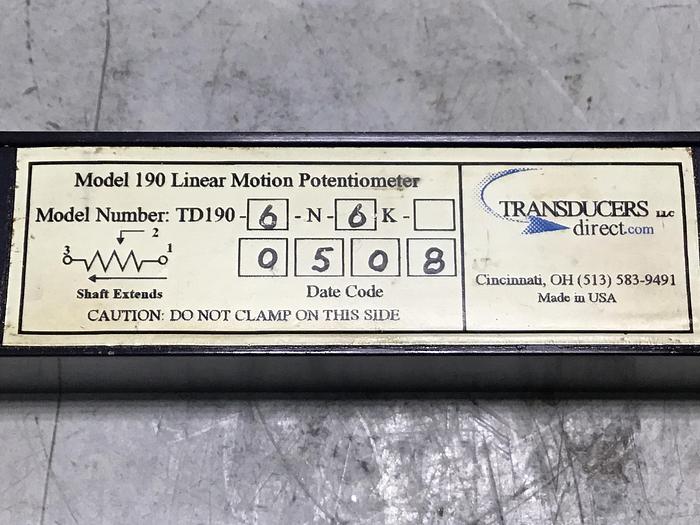 Model 190 Linear Motion Potentiometer
Model Number: TD190 - 6 - N - 6 K -
2
3 1
Shaft Extends
0 5 0 8
Date Code
CAUTION: DO NOT CLAMP ON THIS SIDE
TRANSDUCERS LLC
direct.com
Cincinnati, OH (513) 583-9491
Made in USA